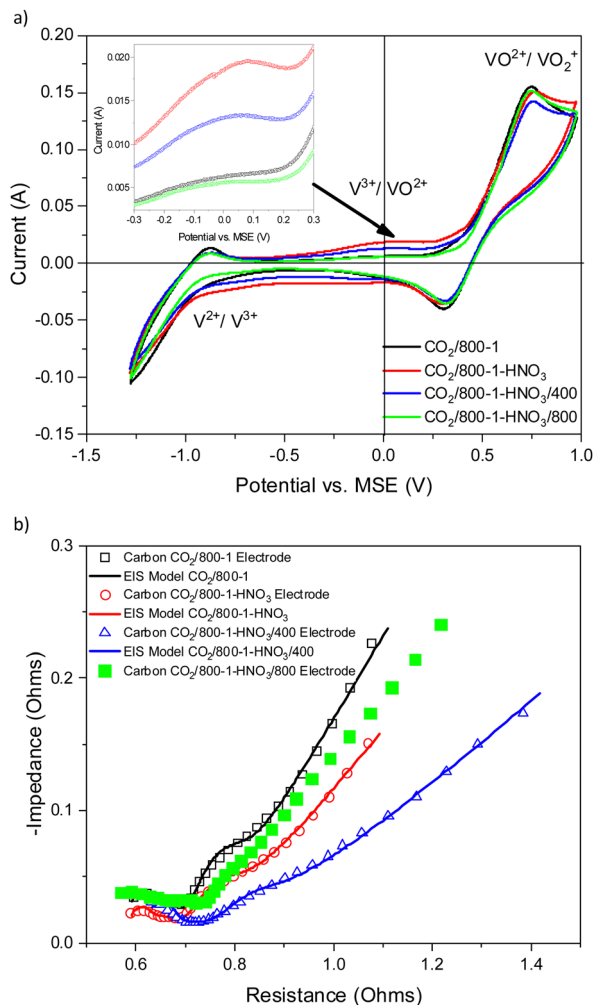 a)
VO²⁺/ VO₂⁺
V³⁺/ VO²⁺
V²⁺/ V³⁺
0.020
0.015
0.010
0.005
Current (A)
-0.3 -0.2 -0.1 0.0 0.1 0.2 0.3
Potential vs. MSE (V)
0.20
0.15
0.10
0.05
0.00
-0.05
-0.10
-0.15
Current (A)
CO₂/800-1
CO₂/800-1-HNO₃
CO₂/800-1-HNO₃/400
CO₂/800-1-HNO₃/800
-1.5 -1.0 -0.5 0.0 0.5 1.0
Potential vs. MSE (V)
b)
0.3
0.2
0.1
0.0
-Impedance (Ohms)
Carbon CO₂/800-1 Electrode
EIS Model CO₂/800-1
Carbon CO₂/800-1-HNO₃ Electrode
EIS Model CO₂/800-1-HNO₃
Carbon CO₂/800-1-HNO₃/400 Electrode
EIS Model CO₂/800-1-HNO₃/400
Carbon CO₂/800-1-HNO₃/800 Electrode
0.6 0.8 1.0 1.2 1.4
Resistance (Ohms)